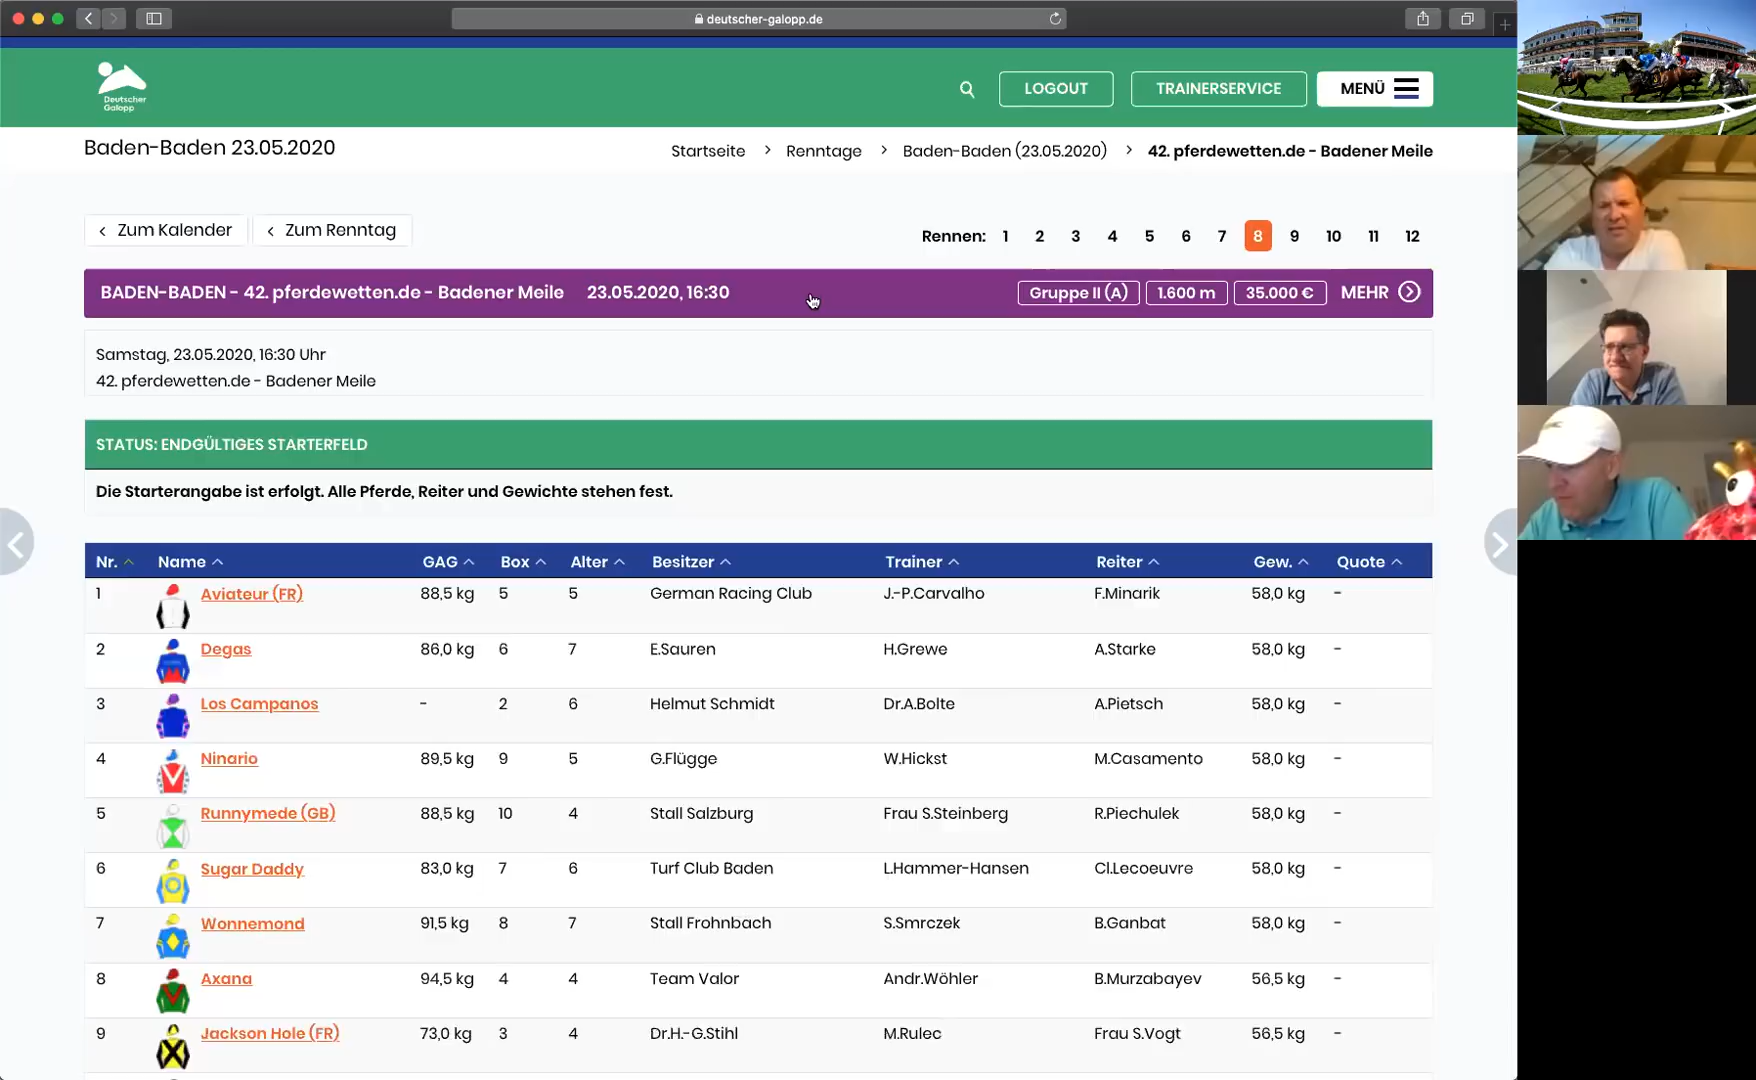 deutscher-galopp.de
Deutscher
Galopp
LOGOUT
TRAINERSERVICE
MENÜ
Baden-Baden 23.05.2020
Startseite > Renntage > Baden-Baden (23.05.2020) > 42. pferdewetten.de - Badener Meile
< Zum Kalender
< Zum Renntag
Rennen: 1 2 3 4 5 6 7 8 9 10 11 12
BADEN-BADEN - 42. pferdewetten.de - Badener Meile 23.05.2020, 16:30 Gruppe II (A) 1.600 m 35.000 € MEHR
Samstag, 23.05.2020, 16:30 Uhr
42. pferdewetten.de - Badener Meile
STATUS: ENDGÜLTIGES STARTERFELD
Die Starterangabe ist erfolgt. Alle Pferde, Reiter und Gewichte stehen fest.
Nr. Name GAG Box Alter Besitzer Trainer Reiter Gew. Quote
1 Aviateur (FR) 88,5 kg 5 5 German Racing Club J.-P.Carvalho F.Minarik 58,0 kg -
2 Degas 86,0 kg 6 7 E.Sauren H.Grewe A.Starke 58,0 kg -
3 Los Campanos - 2 6 Helmut Schmidt Dr.A.Bolte A.Pietsch 58,0 kg -
4 Ninario 89,5 kg 9 5 G.Flügge W.Hickst M.Casamento 58,0 kg -
5 Runnymede (GB) 88,5 kg 10 4 Stall Salzburg Frau S.Steinberg R.Piechulek 58,0 kg -
6 Sugar Daddy 83,0 kg 7 6 Turf Club Baden L.Hammer-Hansen Cl.Lecoeuvre 58,0 kg -
7 Wonnemond 91,5 kg 8 7 Stall Frohnbach S.Smrczek B.Ganbat 58,0 kg -
8 Axana 94,5 kg 4 4 Team Valor Andr.Wöhler B.Murzabayev 56,5 kg -
9 Jackson Hole (FR) 73,0 kg 3 4 Dr.H.-G.Stihl M.Rulec Frau S.Vogt 56,5 kg -